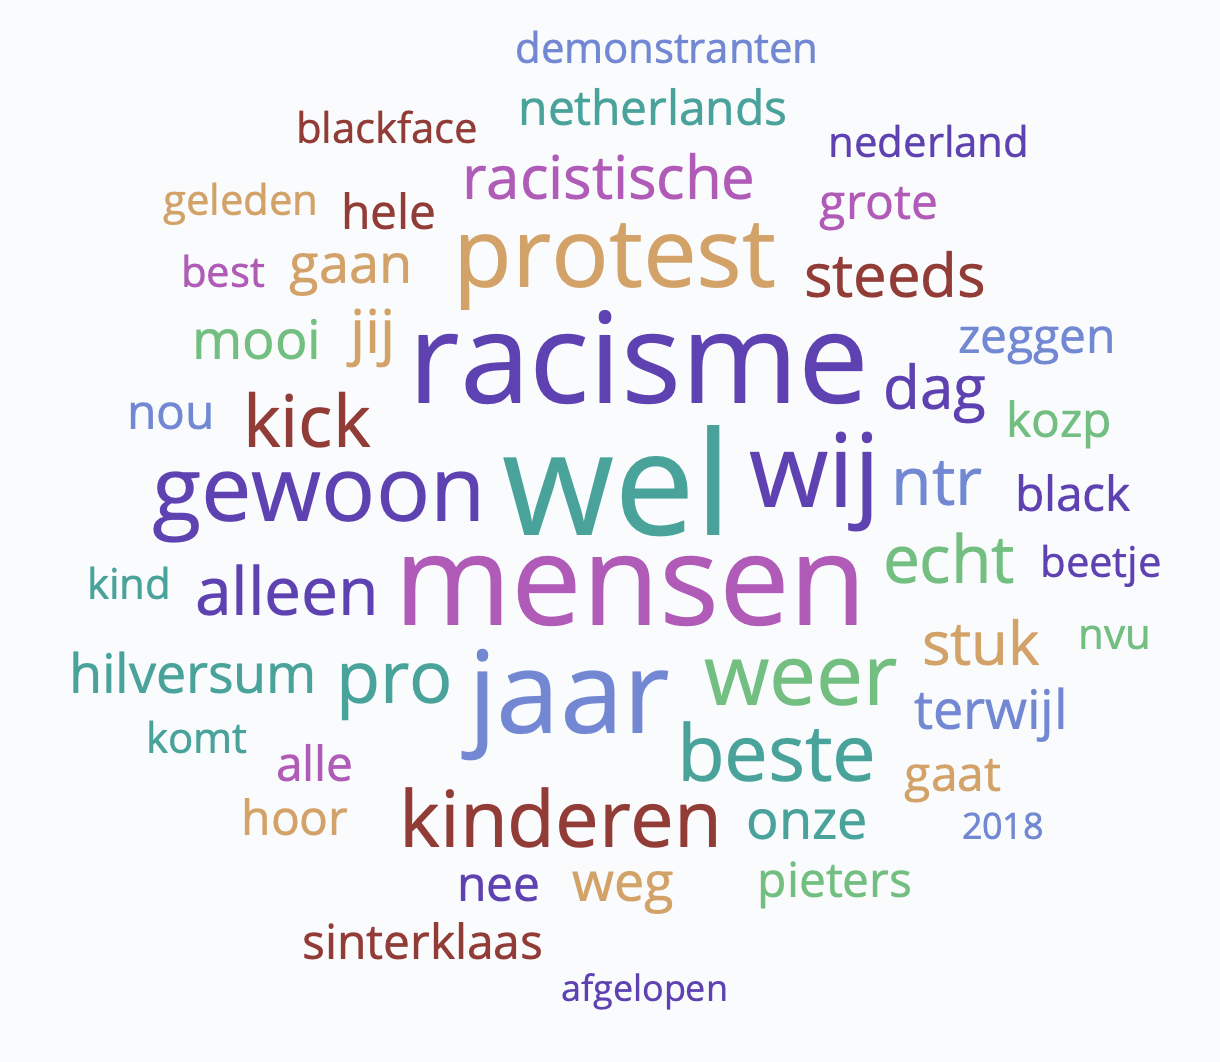 demonstranten
netherlands
blackface
nederland
racistische
geleden hele grote
protest
best gaan steeds
mooi jij racisme zeggen
nou kick dag kozp
gewoon wel wij ntr black
kind alleen mensen echt beetje
hilversum pro jaar weer stuk nvu
komt alle beste terwijl
hoor kinderen onze gaat 2018
nee weg pieters
sinterklaas
afgelopen